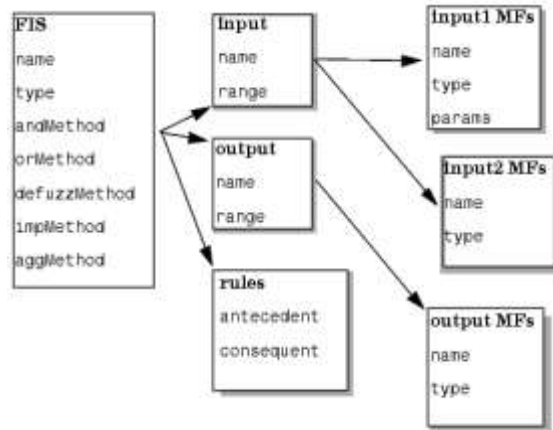 FIS
name
type
andMethod
orMethod
defuzzMethod
impMethod
aggMethod
input
name
range
output
name
range
rules
antecedent
consequent
input1 MFs
name
type
params
input2 MFs
name
type
output MFs
name
type